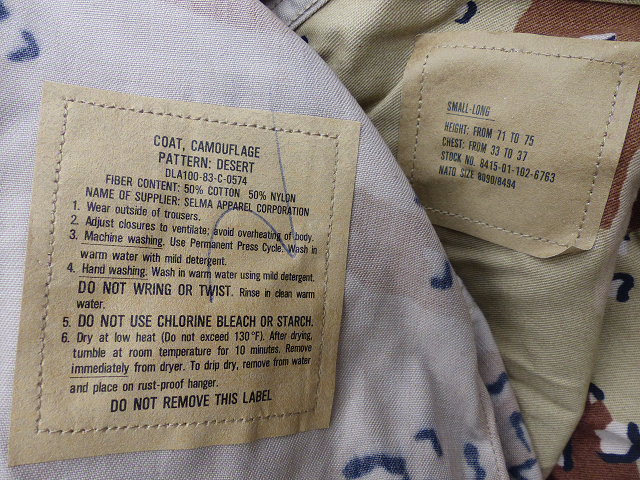 COAT, CAMOUFLAGE
PATTERN: DESERT
DLA100-83-C-0574
FIBER CONTENT: 50% COTTON 50% NYLON
NAME OF SUPPLIER: SELMA APPAREL CORPORATION
1. Wear outside of trousers.
2. Adjust closures to ventilate; avoid overheating of body.
3. Machine washing. Use Permanent Press Cycle. Wash in
warm water with mild detergent.
4. Hand washing. Wash in warm water using mild detergent.
DO NOT WRING OR TWIST. Rinse in clean warm
water.
5. DO NOT USE CHLORINE BLEACH OR STARCH.
6. Dry at low heat (Do not exceed 130°F). After drying,
tumble at room temperature for 10 minutes. Remove
immediately from dryer. To drip dry, remove from water
and place on rust-proof hanger.
DO NOT REMOVE THIS LABEL
SMALL-LONG
HEIGHT: FROM 71 TO 75
CHEST: FROM 33 TO 37
STOCK NO. 8415-01-102-6763
NATO SIZE 8090/8494